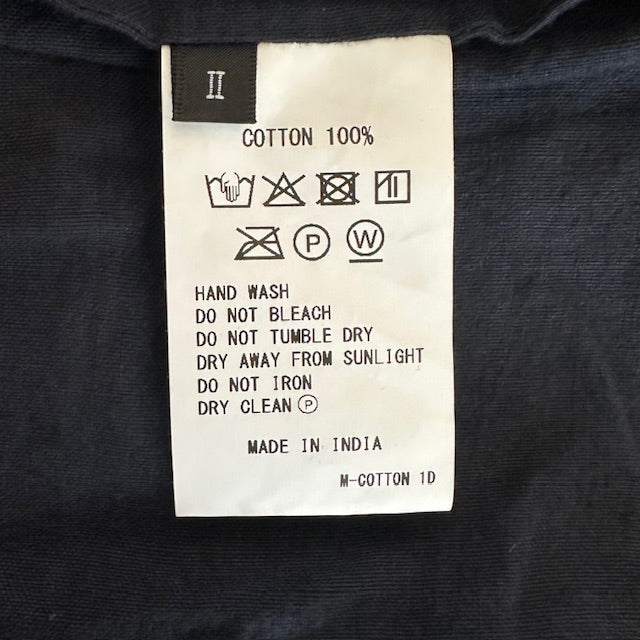 II
COTTON 100%
P W
HAND WASH
DO NOT BLEACH
DO NOT TUMBLE DRY
DRY AWAY FROM SUNLIGHT
DO NOT IRON
DRY CLEAN Ⓟ
MADE IN INDIA
M-COTTON 1D